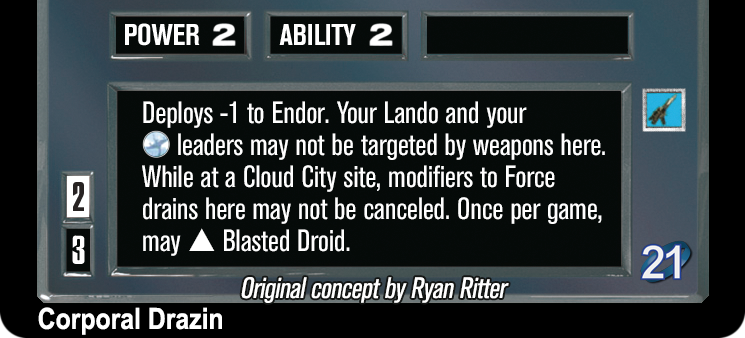 POWER 2 ABILITY 2
Deploys -1 to Endor. Your Lando and your
leaders may not be targeted by weapons here.
While at a Cloud City site, modifiers to Force
drains here may not be canceled. Once per game,
may ▲ Blasted Droid.
2
3
21
Original concept by Ryan Ritter
Corporal Drazin